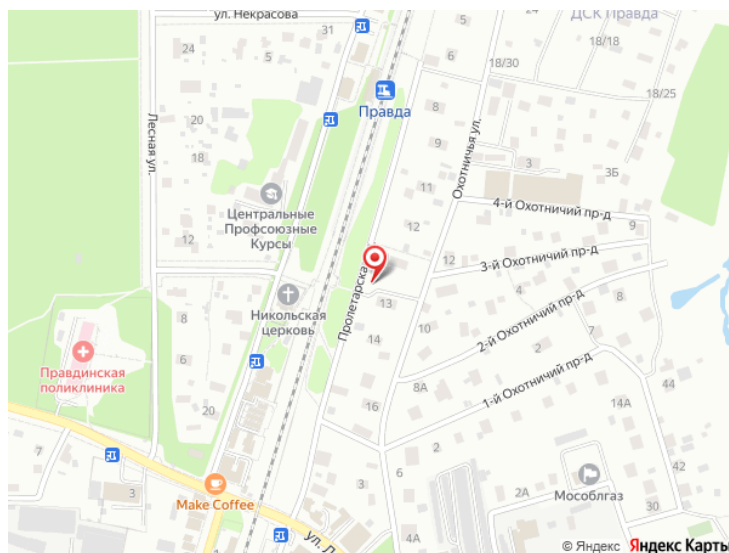 ул. Некрасова
31
24
20
18
12
Лесная ул.
Правда
5
6
8
9
11
12
13
14
16
ДСК Правда
18/18
18/30
18/25
Охотничья ул.
3
3Б
4-й Охотничий пр-д
9
12
3-й Охотничий пр-д
Центральные
Профсоюзные
Курсы
Никольская
церковь
Пролетарская
8
6
20
Правдинская
поликлиника
10
7
2-й Охотничий пр-д
4
2
8А
1-й Охотничий пр-д
44
14А
42
30
2
6
4
3
2А
Мособлгаз
7
3
Make Coffee
ул. Л
© Яндекс Яндекс Карты